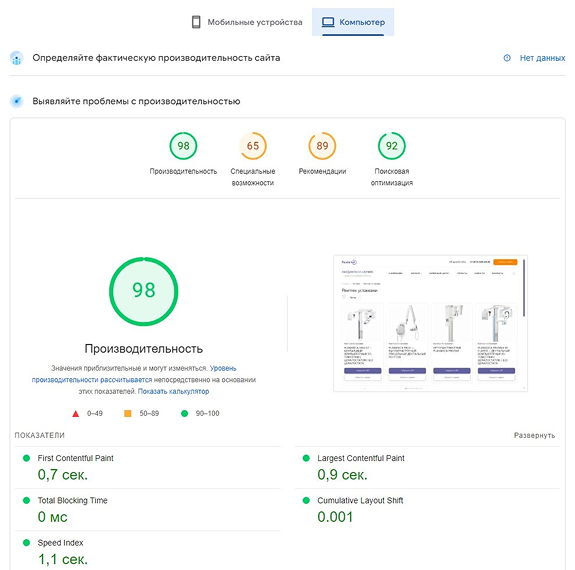 Мобильные устройства
Компьютер
Определяйте фактическую производительность сайта
Нет данных
Выявляйте проблемы с производительностью
98
65
89
92
Производительность
Специальные
возможности
Рекомендации
Поисковая
оптимизация
98
Производительность
Значения приблизительные и могут изменяться. Уровень
производительности рассчитывается непосредственно на основании
этих показателей. Показать калькулятор
0–49
50–89
90–100
Рентген установки
ПОКАЗАТЕЛИ
Развернуть
First Contentful Paint
0,7 сек.
Largest Contentful Paint
0,9 сек.
Total Blocking Time
0 мс
Cumulative Layout Shift
0.001
Speed Index
1,1 сек.